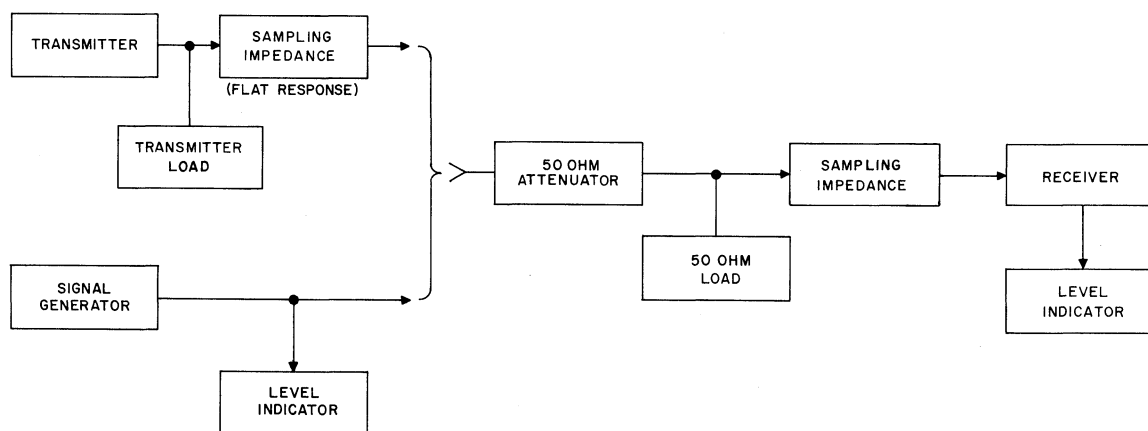 TRANSMITTER
SAMPLING
IMPEDANCE
(FLAT RESPONSE)
TRANSMITTER
LOAD
50 OHM
ATTENUATOR
SAMPLING
IMPEDANCE
RECEIVER
50 OHM
LOAD
SIGNAL
GENERATOR
LEVEL
INDICATOR
LEVEL
INDICATOR